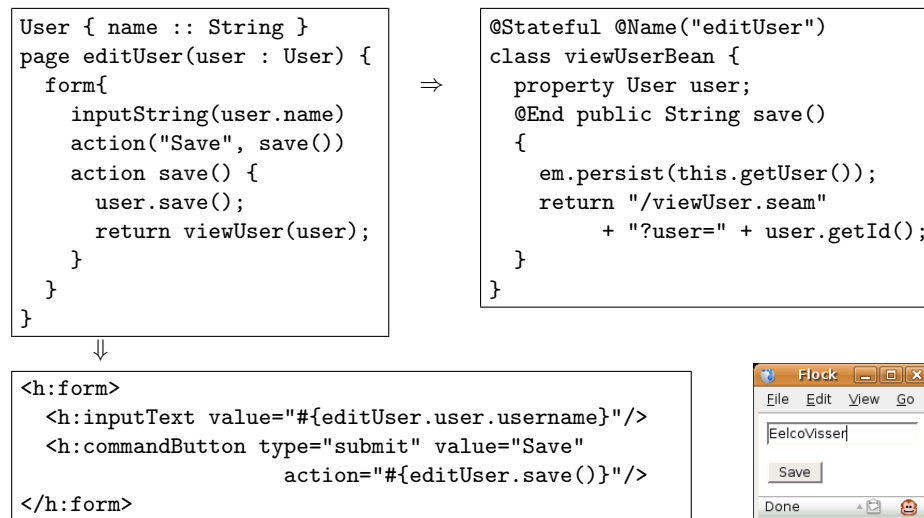 User { name :: String }
page editUser(user : User) {
  form{
    inputString(user.name)
    action("Save", save())
    action save() {
      user.save();
      return viewUser(user);
    }
  }
}
⇒
@Stateful @Name("editUser")
class viewUserBean {
  property User user;
  @End public String save()
  {
    em.persist(this.getUser());
    return "/viewUser.seam"
         + "?user=" + user.getId();
  }
}
⇓
<h:form>
  <h:inputText value="#{editUser.user.username}"/>
  <h:commandButton type="submit" value="Save"
                   action="#{editUser.save()}"/>
</h:form>
Flock
File Edit View Go
EelcoVisser
Save
Done